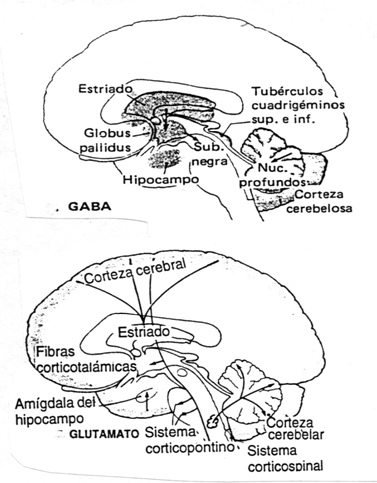 Estriado
Tubérculos
cuadrigéminos
sup. e inf.
Globus
pallidus
Sub.
negra
Hipocampo
Nuc.
profundos
Corteza
cerebelosa
. GABA
Corteza cerebral
Estriado
Fibras
corticotalámicas
Amígdala del
hipocampo
GLUTAMATO
Sistema
corticopontino
Corteza
cerebelar
Sistema
corticospinal